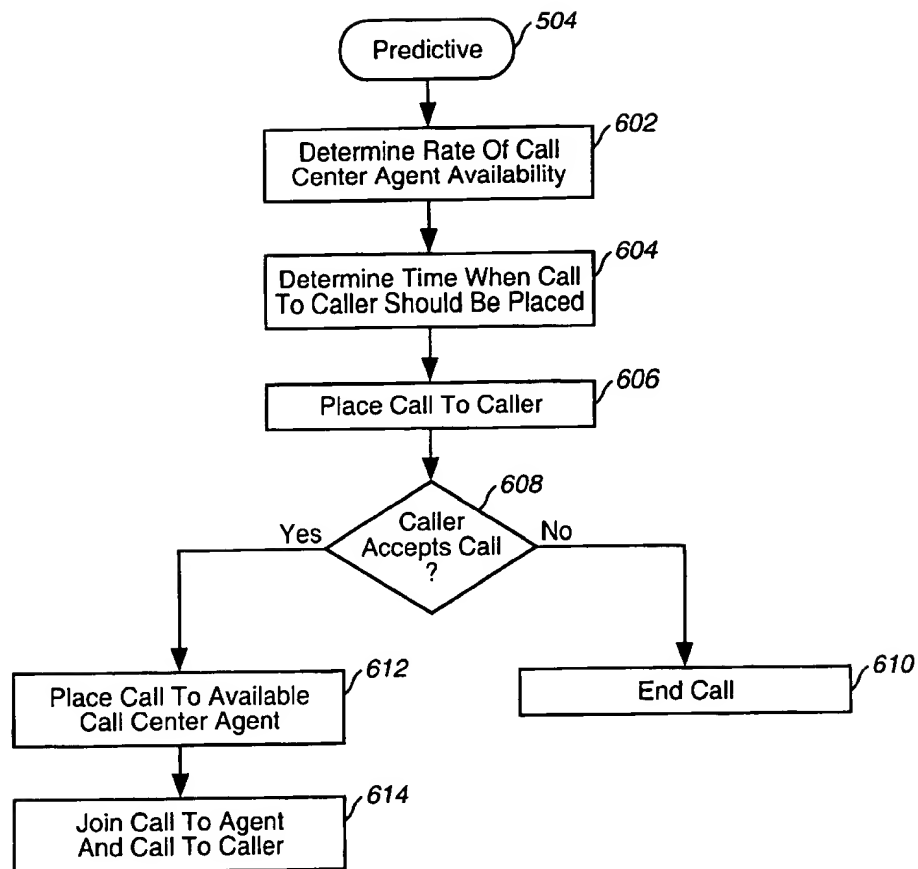 504
Predictive
602
Determine Rate Of Call
Center Agent Availability
604
Determine Time When Call
To Caller Should Be Placed
606
Place Call To Caller
608
Caller
Accepts Call
?
Yes
No
612
Place Call To Available
Call Center Agent
610
End Call
614
Join Call To Agent
And Call To Caller